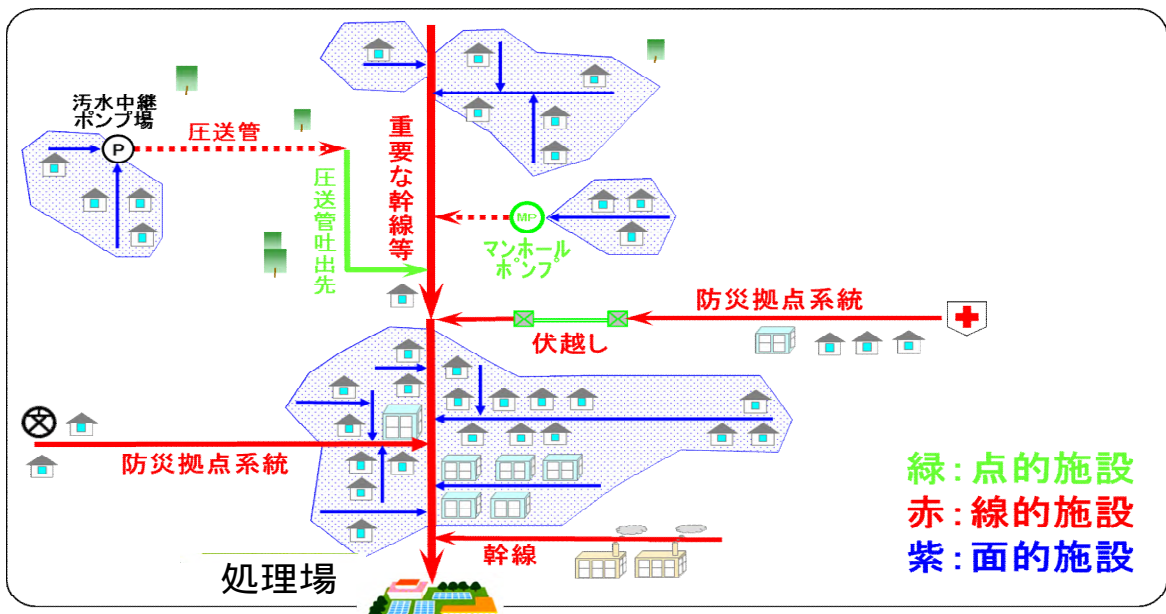 汚水中継
ポンプ場
P
圧送管
圧送管吐出先
重要な幹線等
MP
マンホール
ポンプ
防災拠点系統
伏越し
防災拠点系統
幹線
処理場
緑：点的施設
赤：線的施設
紫：面的施設